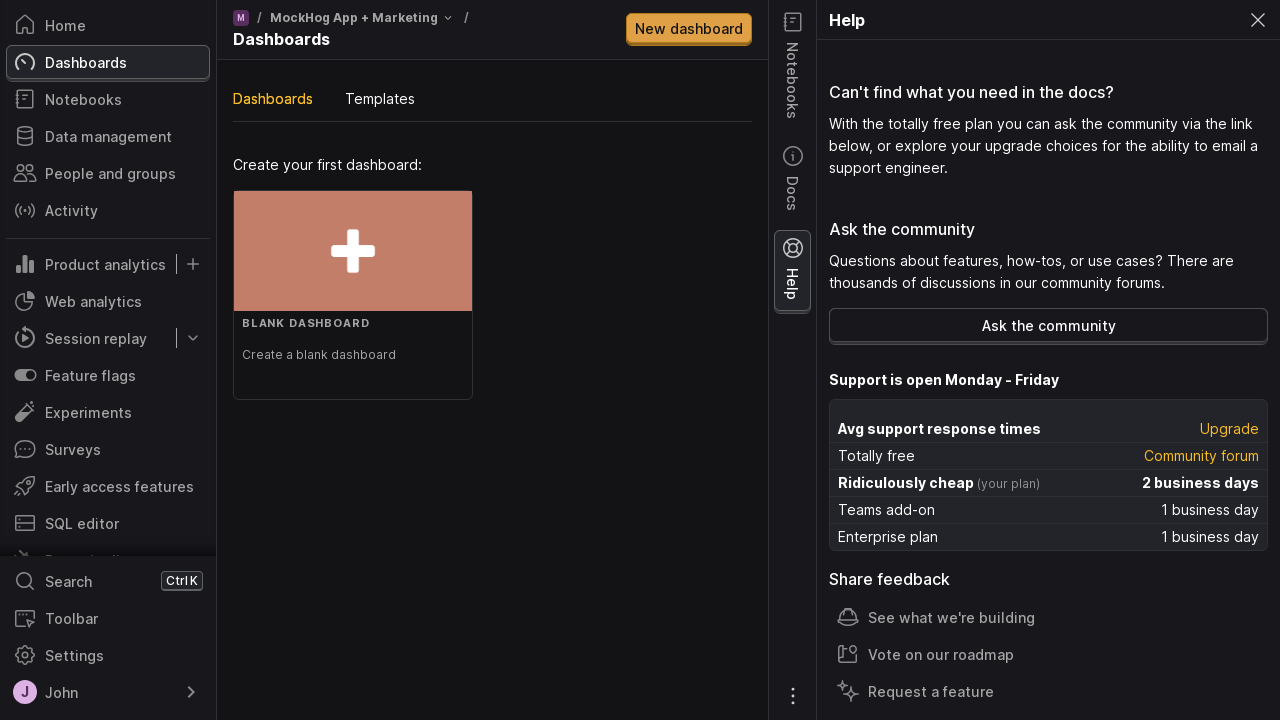 Home
Dashboards
Notebooks
Data management
People and groups
Activity
Product analytics
Web analytics
Session replay
Feature flags
Experiments
Surveys
Early access features
SQL editor
Search Ctrl K
Toolbar
Settings
J John
M / MockHog App + Marketing /
Dashboards
New dashboard
Dashboards Templates
Create your first dashboard:
BLANK DASHBOARD
Create a blank dashboard
Notebooks
Docs
Help
Help
Can't find what you need in the docs?
With the totally free plan you can ask the community via the link
below, or explore your upgrade choices for the ability to email a
support engineer.
Ask the community
Questions about features, how-tos, or use cases? There are
thousands of discussions in our community forums.
Ask the community
Support is open Monday - Friday
Avg support response times Upgrade
Totally free Community forum
Ridiculously cheap (your plan) 2 business days
Teams add-on 1 business day
Enterprise plan 1 business day
Share feedback
See what we're building
Vote on our roadmap
Request a feature